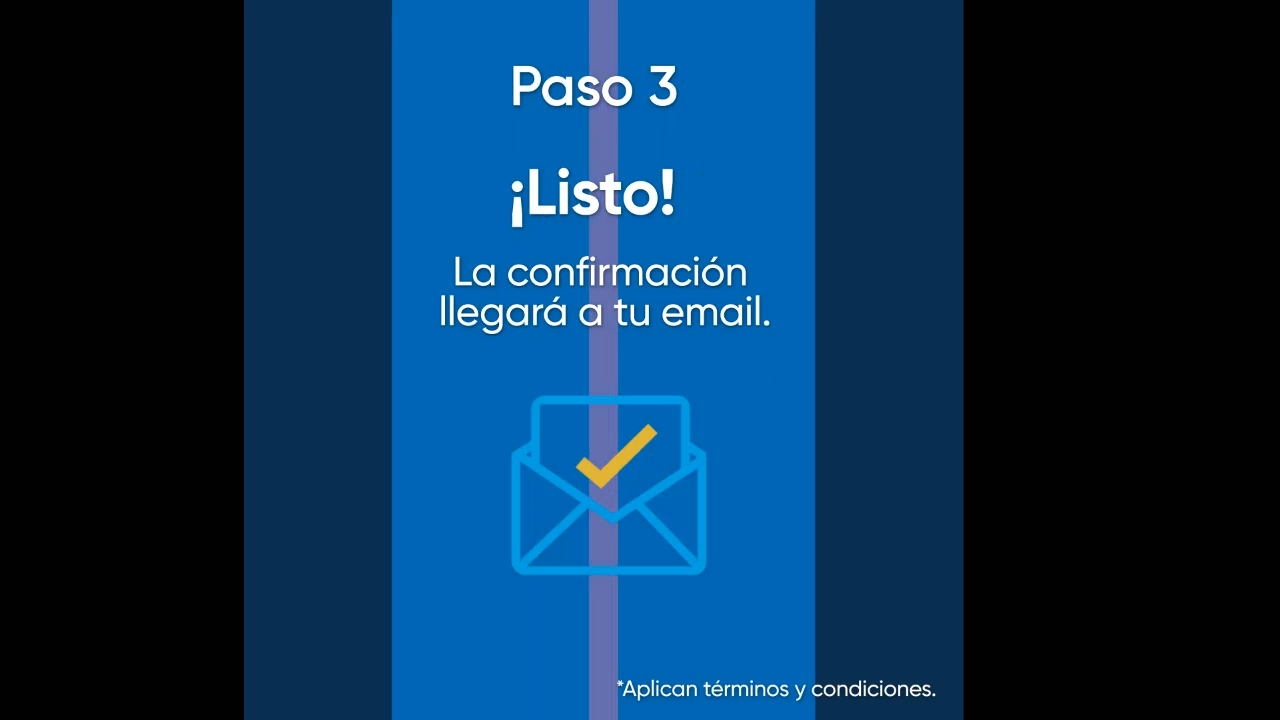 Paso 3
¡Listo!
La confirmación
llegará a tu email.
*Aplican términos y condiciones.